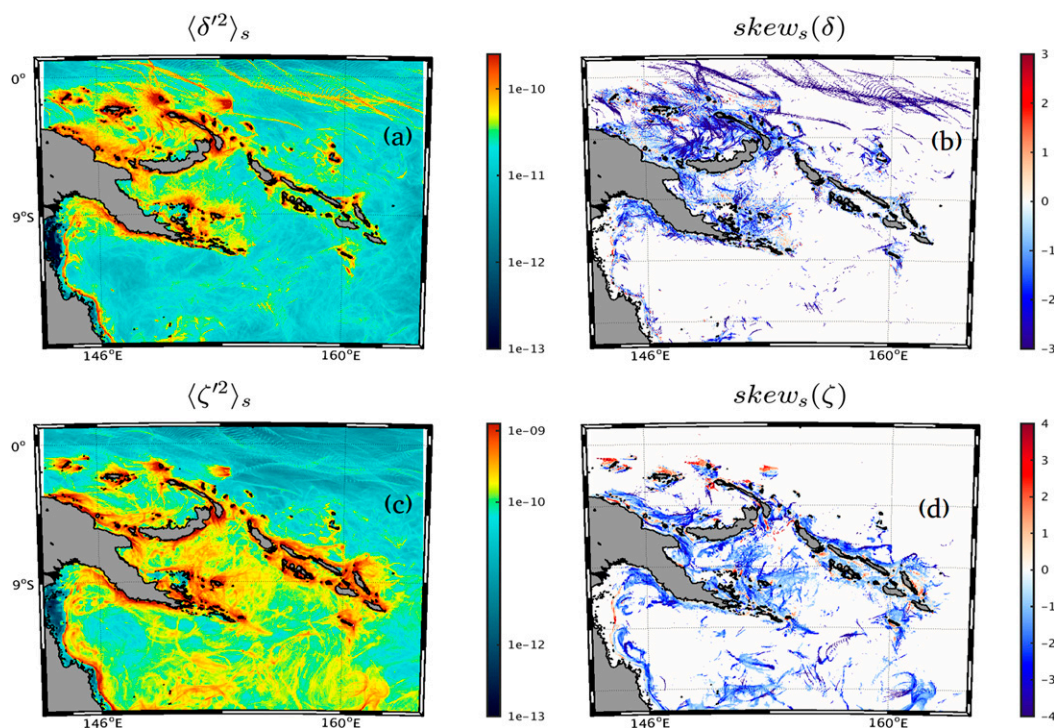 ⟨δ′²⟩ₛ
skewₛ(δ)
0°
9°S
146°E
160°E
(a)
1e-10
1e-11
1e-12
1e-13
(b)
146°E
160°E
3
2
1
0
−1
−2
−3
⟨ζ′²⟩ₛ
skewₛ(ζ)
0°
9°S
146°E
160°E
(c)
1e-09
1e-10
1e-12
1e-13
(d)
146°E
160°E
4
3
2
1
0
−1
−2
−3
−4